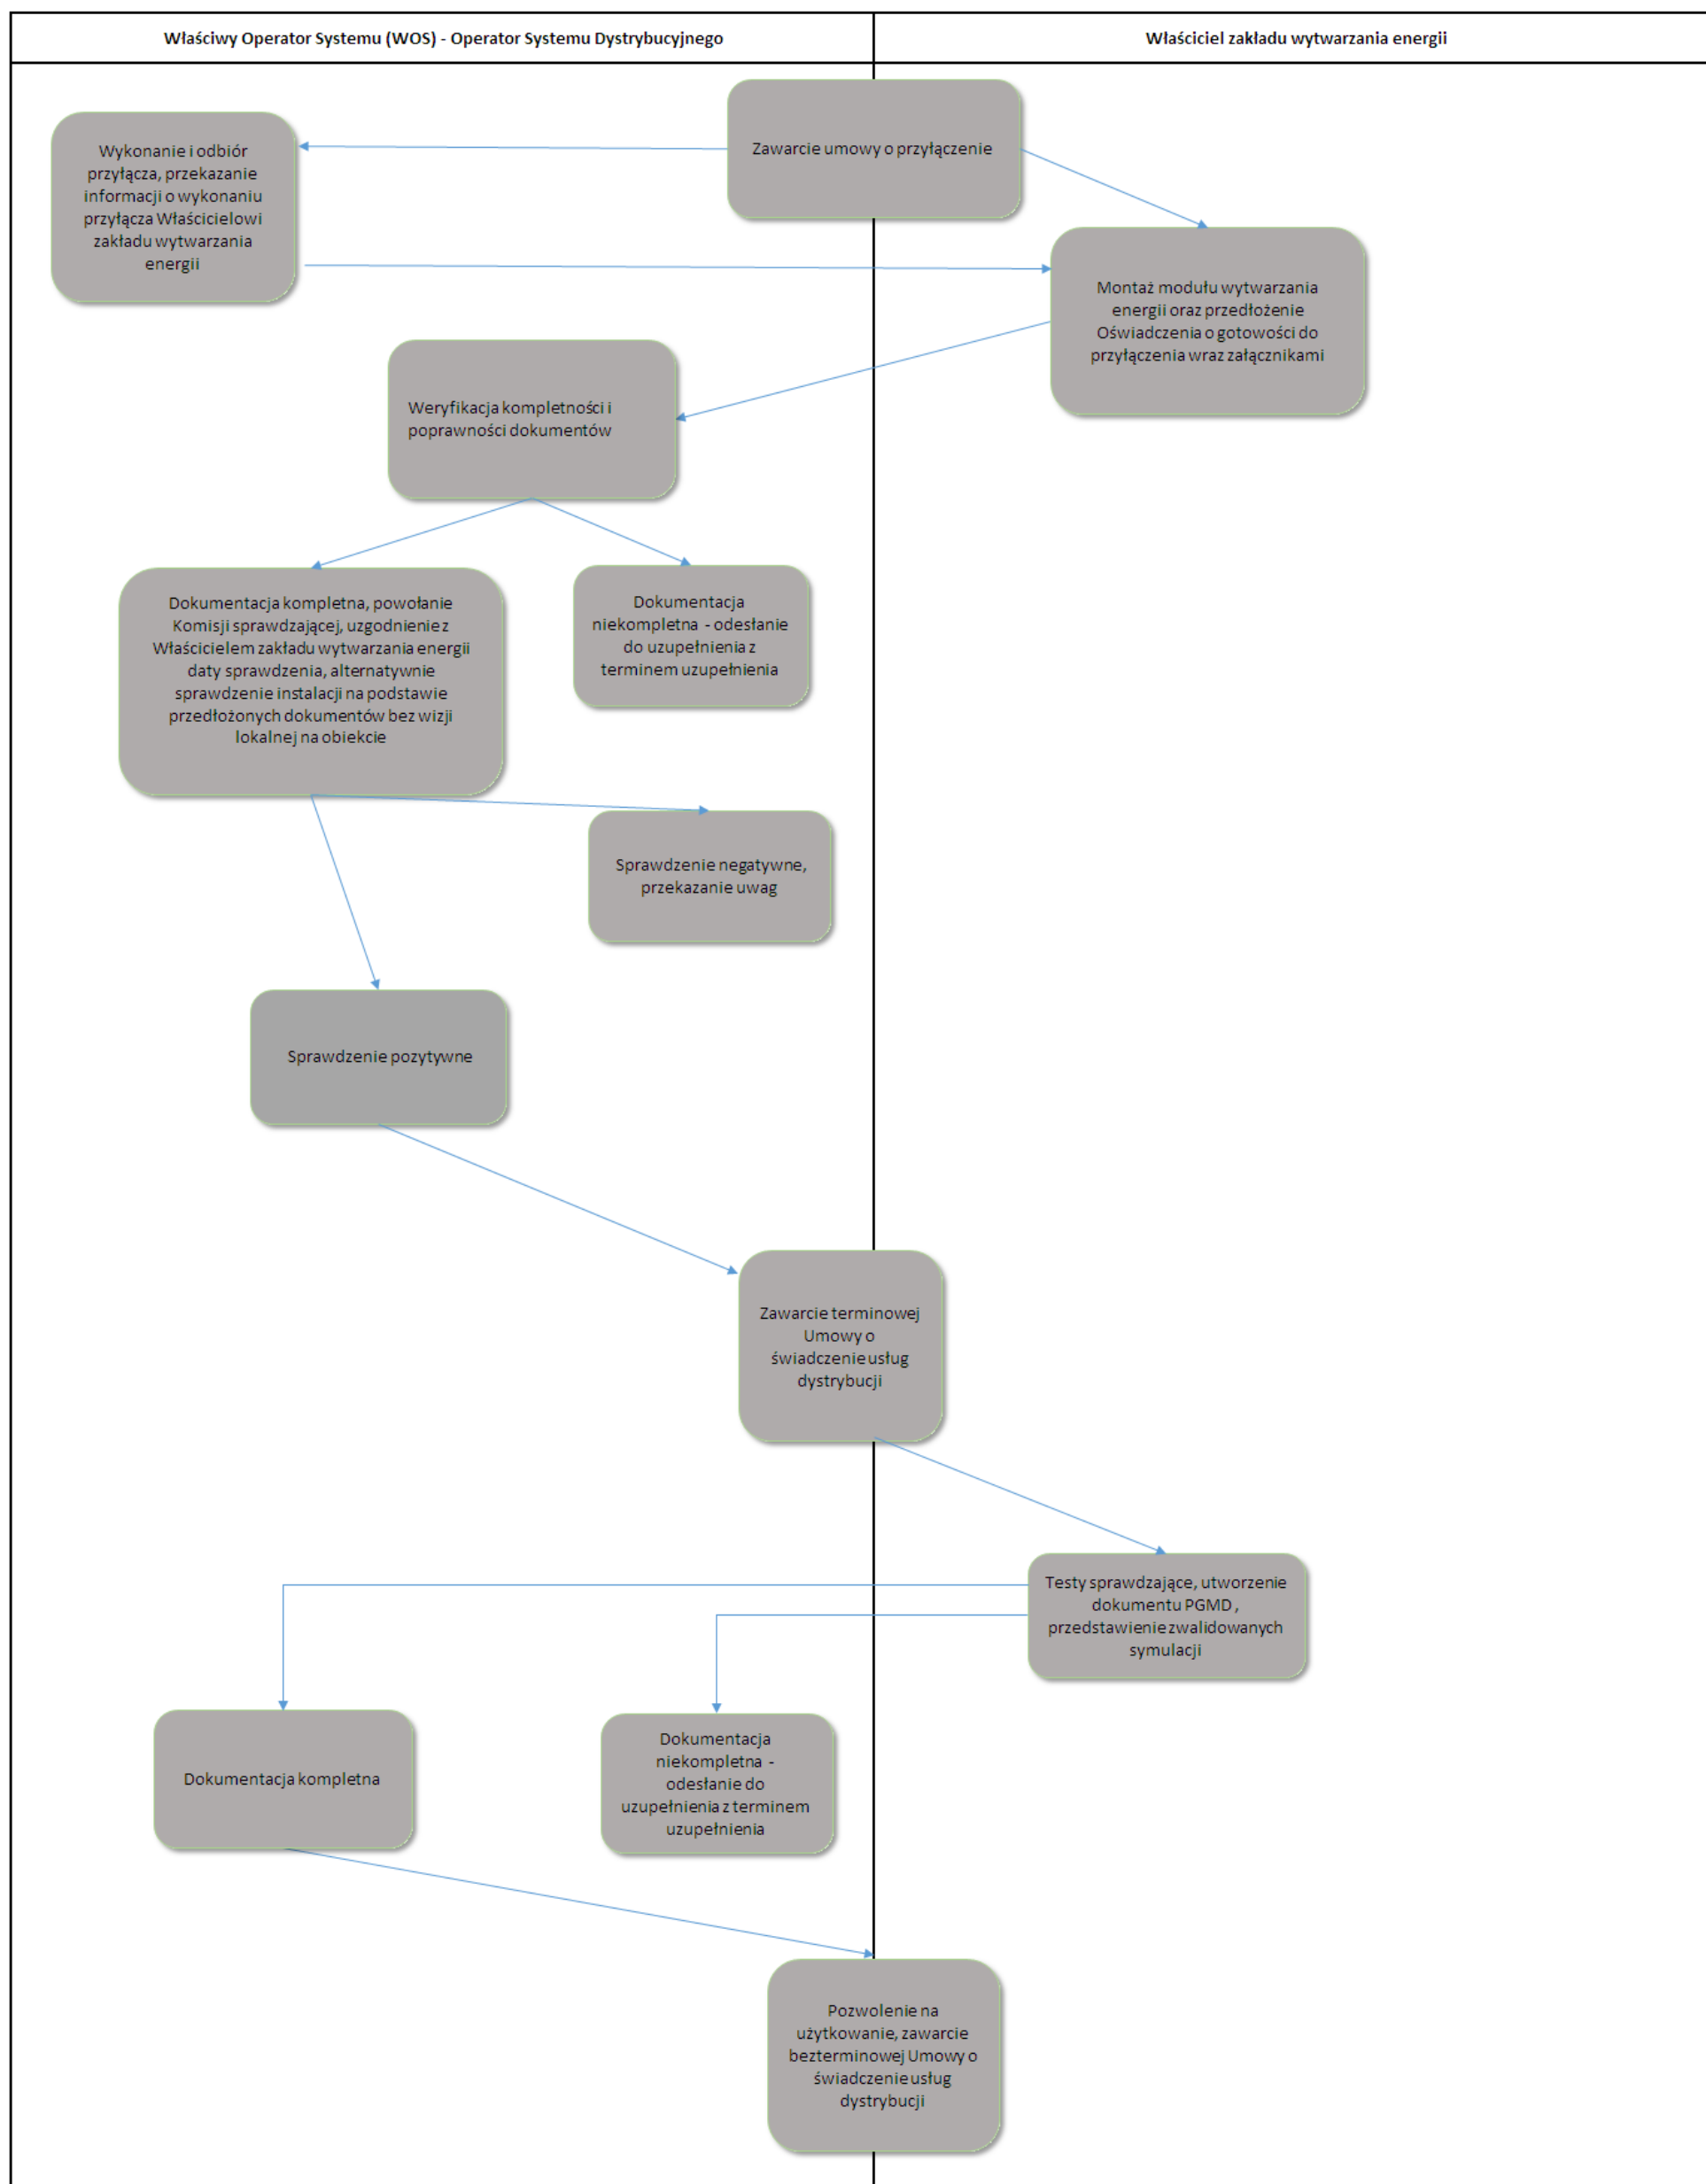 Właściwy Operator Systemu (WOS) - Operator Systemu Dystrybucyjnego
Właściciel zakładu wytwarzania energii
Zawarcie umowy o przyłączenie
Wykonanie i odbiór
przyłącza, przekazanie
informacji o wykonaniu
przyłącza Właścicielowi
zakładu wytwarzania
energii
Montaż modułu wytwarzania
energii oraz przedłożenie
Oświadczenia o gotowości do
przyłączenia wraz załącznikami
Weryfikacja kompletności i
poprawności dokumentów
Dokumentacja kompletna, powołanie
Komisji sprawdzającej, uzgodnienie z
Właścicielem zakładu wytwarzania energii
daty sprawdzenia, alternatywnie
sprawdzenie instalacji na podstawie
przedłożonych dokumentów bez wizji
lokalnej na obiekcie
Dokumentacja
niekompletna - odesłanie
do uzupełnienia z
terminem uzupełnienia
Sprawdzenie negatywne,
przekazanie uwag
Sprawdzenie pozytywne
Zawarcie terminowej
Umowy o
świadczenie usług
dystrybucji
Testy sprawdzające, utworzenie
dokumentu PGMD ,
przedstawienie zwalidowanych
symulacji
Dokumentacja kompletna
Dokumentacja
niekompletna -
odesłanie do
uzupełnienia z terminem
uzupełnienia
Pozwolenie na
użytkowanie, zawarcie
bezterminowej Umowy o
świadczenie usług
dystrybucji